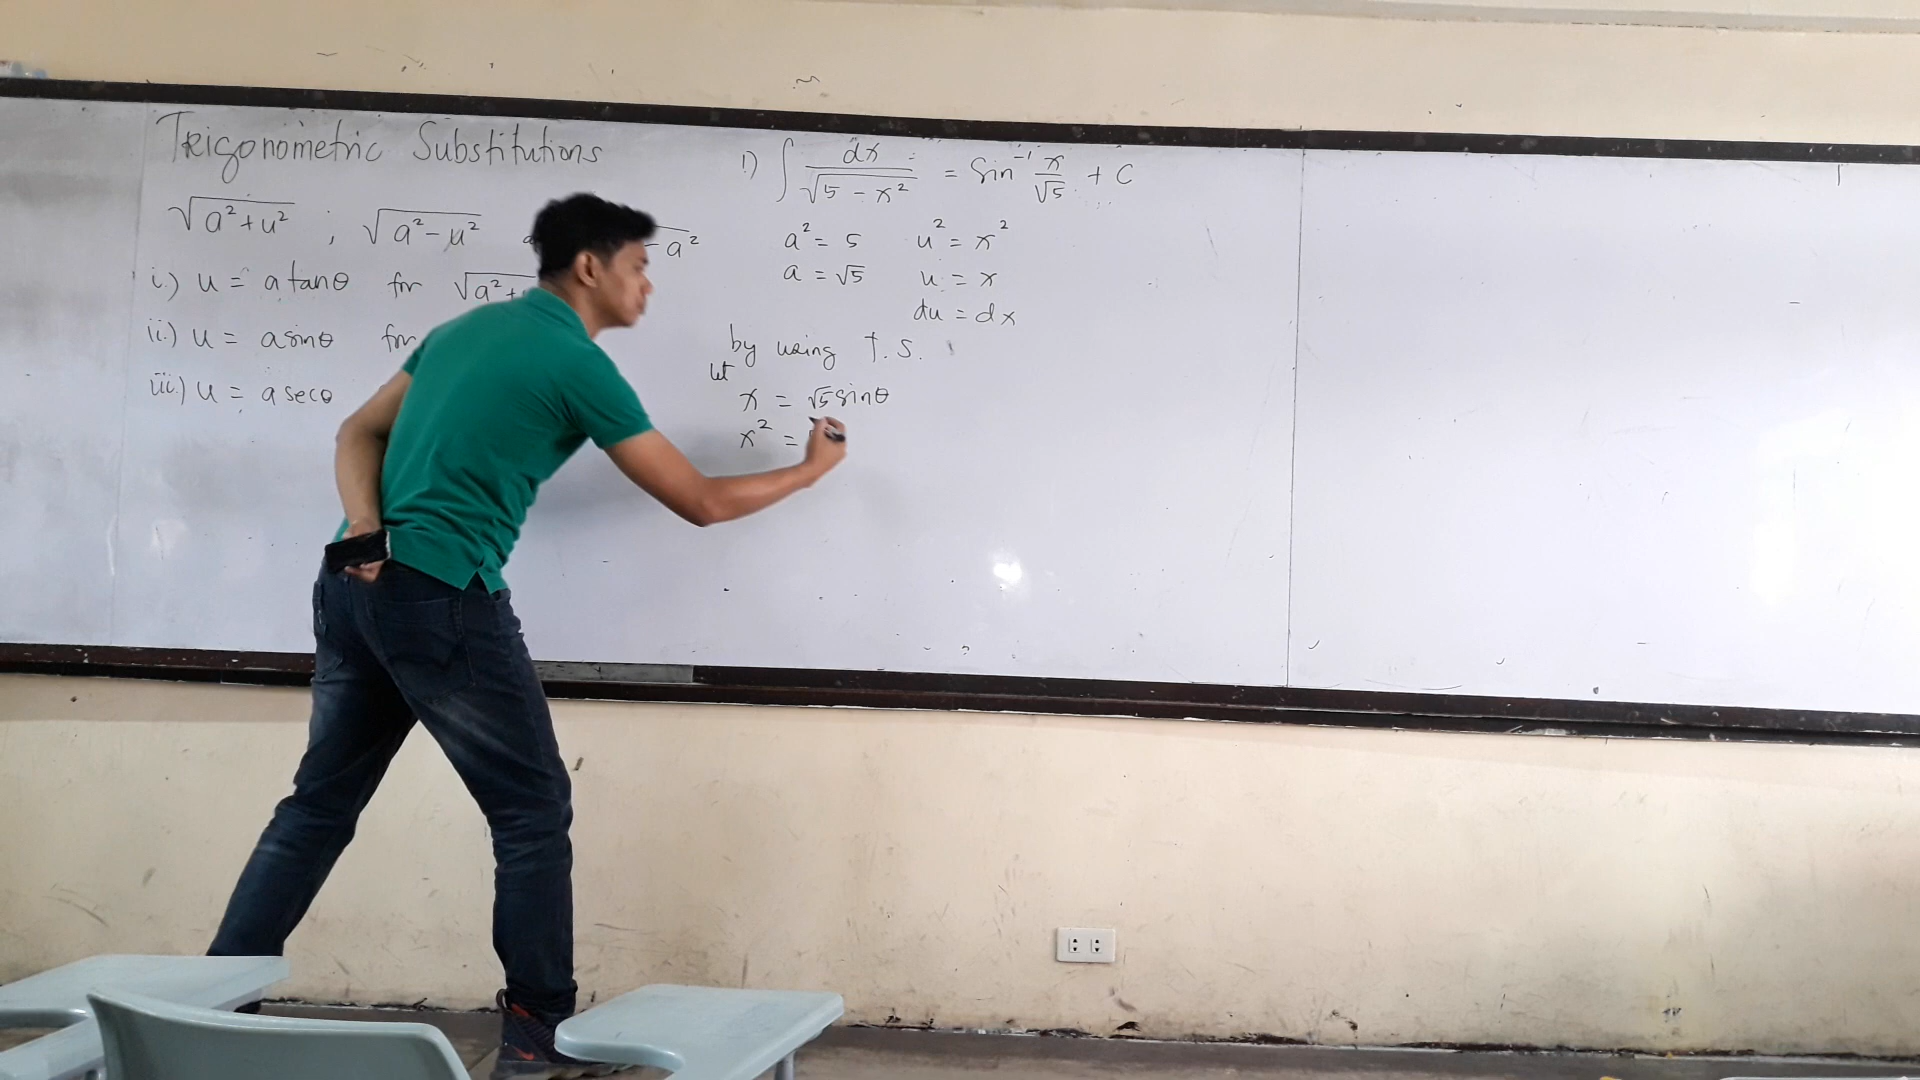 Trigonometric Substitutions
√(a²+u²) ; √(a²-u²) -a²
i.) u = a tanθ for √(a²+
ii.) u = a sinθ for
iii.) u = a secθ
1) ∫ dx/√(5-x²) = Sin⁻¹ x/√5 + C
a² = 5 u² = x²
a = √5 u = x
du = dx
by using T.S.
let
x = √5 sinθ
x² =